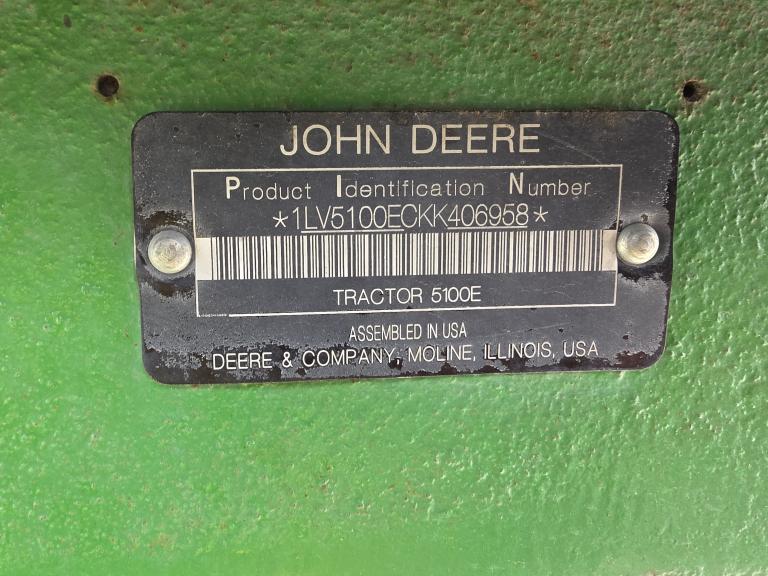 JOHN DEERE
Product Identification Number
*1LV5100ECKK406958*
TRACTOR 5100E
ASSEMBLED IN USA
DEERE & COMPANY, MOLINE, ILLINOIS, USA